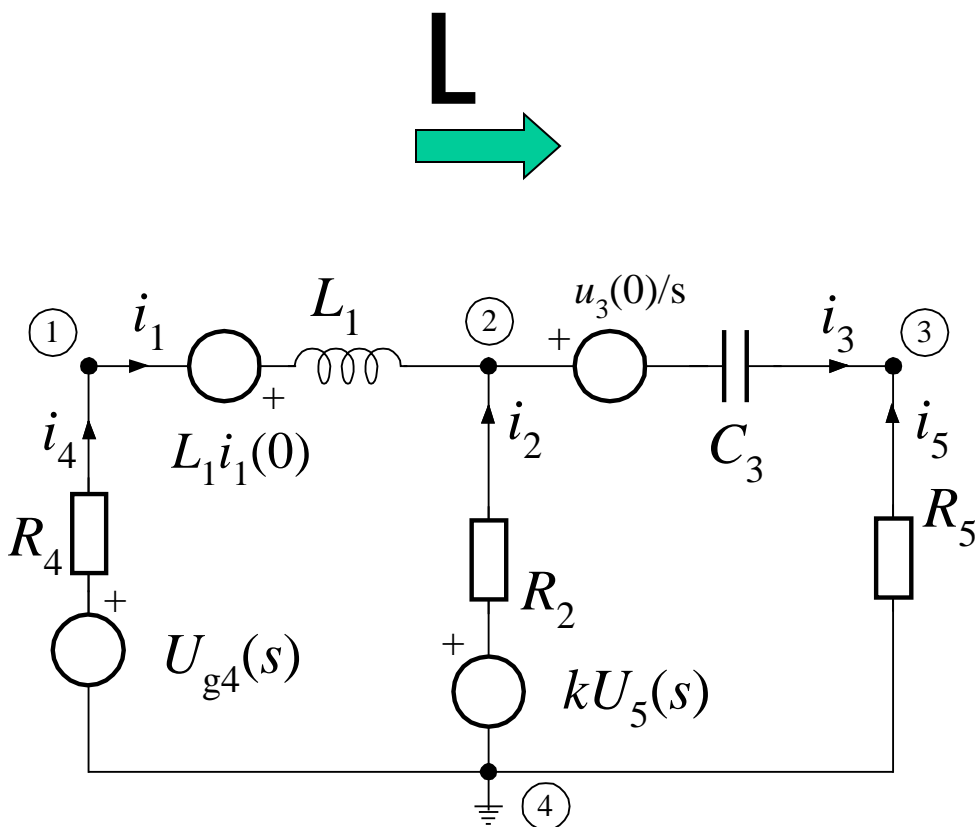 L
u₃(0)/s
L₁
i₁
1
2
i₃
3
+
+
i₄
L₁i₁(0)
i₂
C₃
i₅
R₄
R₂
R₅
+
+
U_g4(s)
kU₅(s)
4